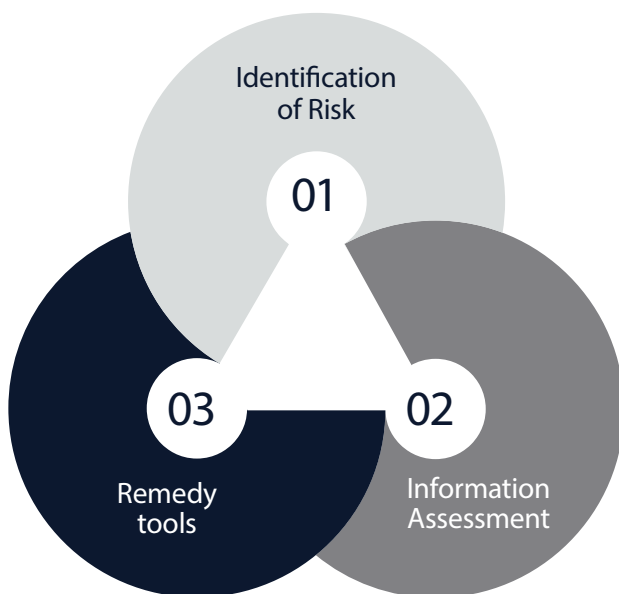 Identification
of Risk
01
02
Information
Assessment
03
Remedy
tools